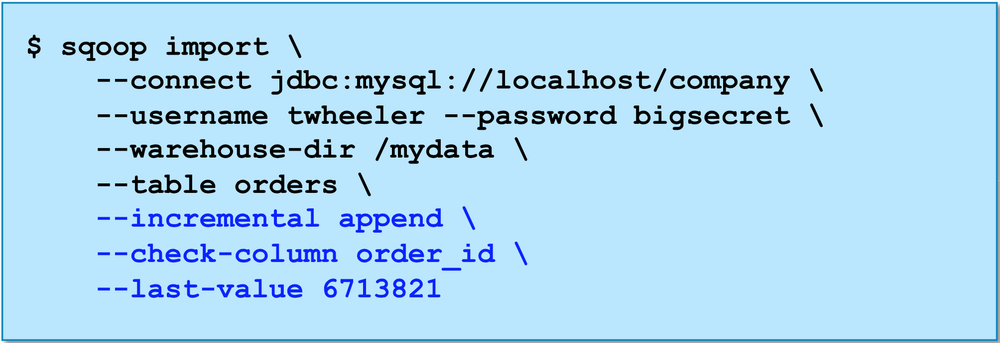 $ sqoop import \
--connect jdbc:mysql://localhost/company \
--username twheeler --password bigsecret \
--warehouse-dir /mydata \
--table orders \
--incremental append \
--check-column order_id \
--last-value 6713821